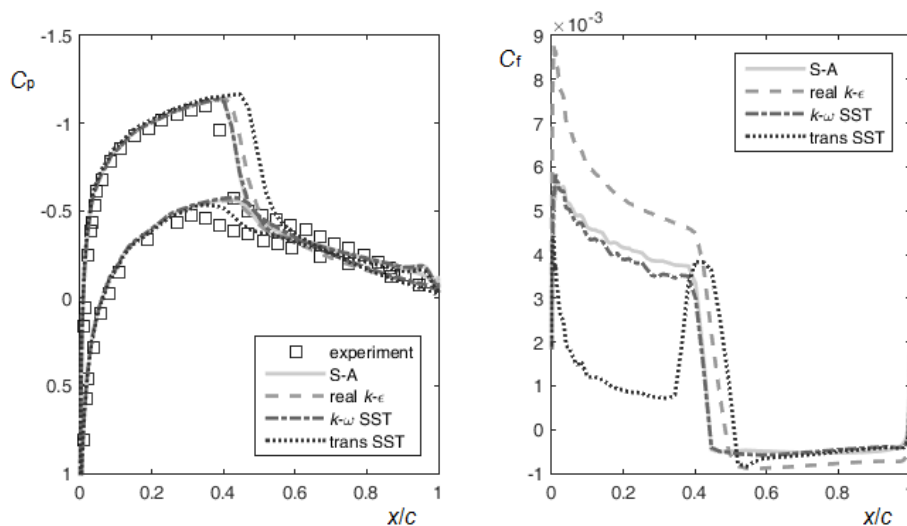 -1.5
Cp
-1
-0.5
0
0.5
1
experiment
S-A
real k-ϵ
k-ω SST
trans SST
0
0.2
0.4
0.6
0.8
1
x/c
×10⁻³
9
Cf
8
7
6
5
4
3
2
1
0
-1
S-A
real k-ϵ
k-ω SST
trans SST
0
0.2
0.4
0.6
0.8
1
x/c